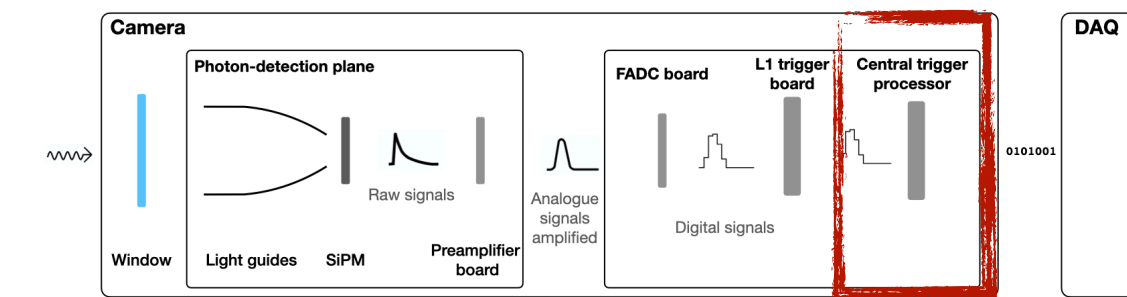 Camera
DAQ
Photon-detection plane
FADC board
L1 trigger
board
Central trigger
processor
0101001
Raw signals
Analogue
signals
amplified
Digital signals
Window
Light guides
SiPM
Preamplifier
board